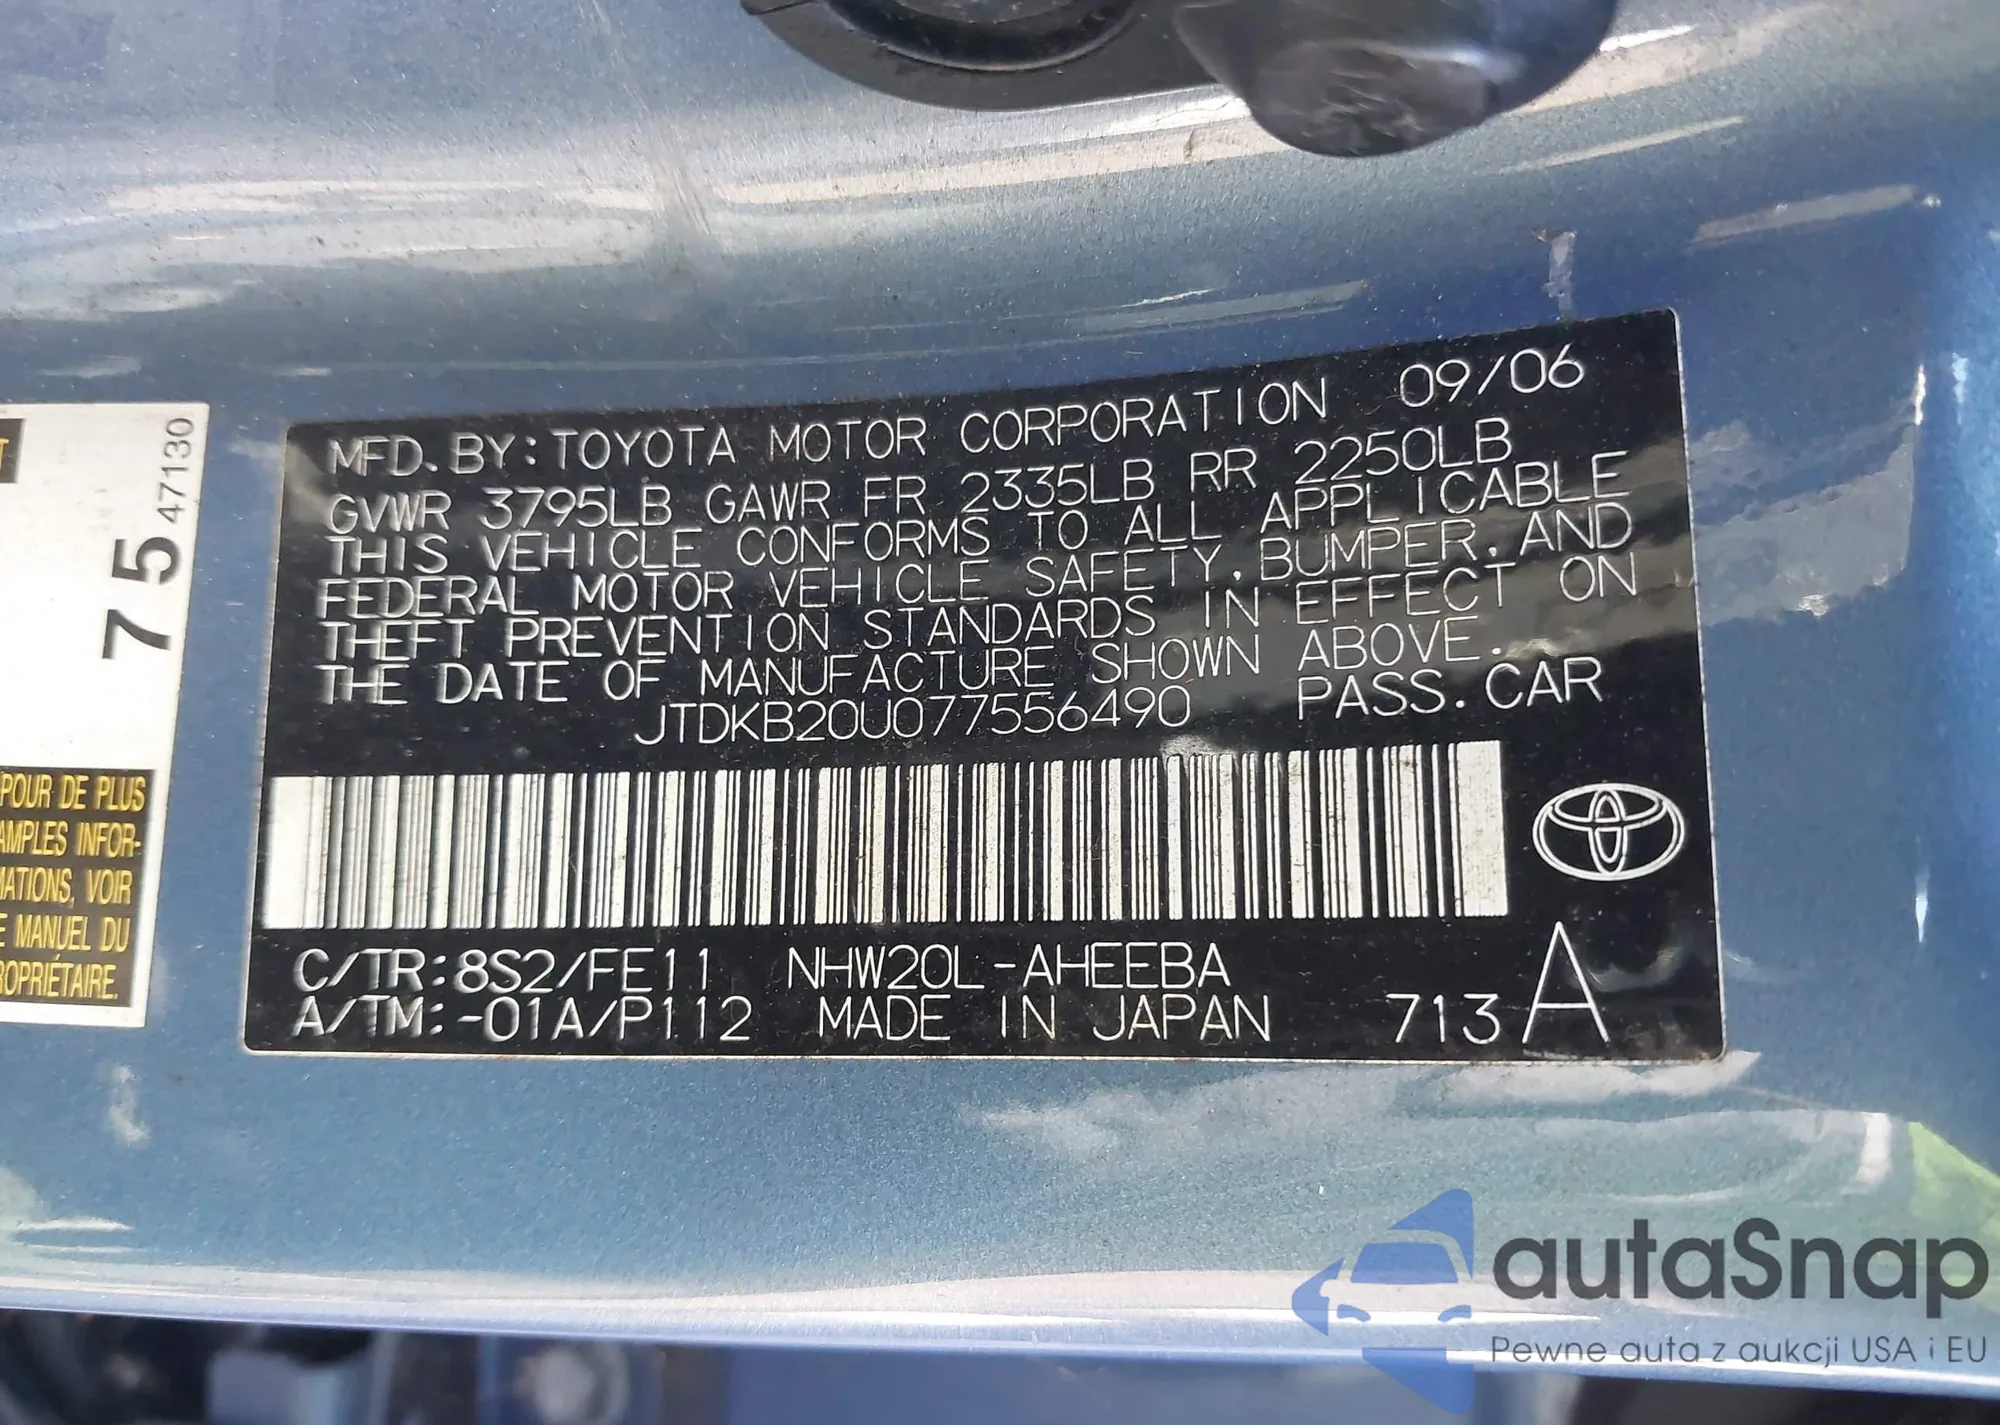 T
75 47130
POUR DE PLUS
AMPLES INFOR-
MATIONS, VOIR
E MANUEL DU
ROPRIÉTAIRE.
MFD. BY: TOYOTA MOTOR CORPORATION 09/06
GVWR 3795LB GAWR FR 2335LB RR 2250LB
THIS VEHICLE CONFORMS TO ALL APPLICABLE
FEDERAL MOTOR VEHICLE SAFETY, BUMPER, AND
THEFT PREVENTION STANDARDS IN EFFECT ON
THE DATE OF MANUFACTURE SHOWN ABOVE.
JTDKB20U077556490 PASS. CAR
C/TR: 8S2/FE11 NHW20L-AHEEBA
A/TM: -01A/P112 MADE IN JAPAN 713 A
autaSnap
Pewne auta z aukcji USA i EU